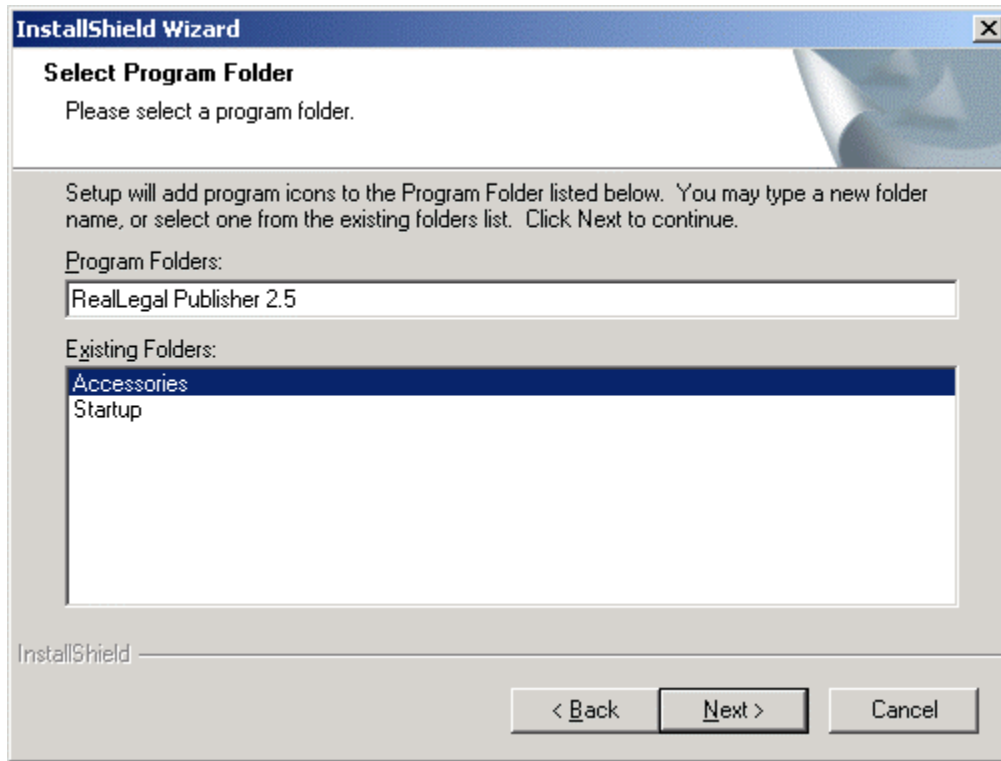 InstallShield Wizard
Select Program Folder
Please select a program folder.
Setup will add program icons to the Program Folder listed below.  You may type a new folder
name, or select one from the existing folders list.  Click Next to continue.
Program Folders:
RealLegal Publisher 2.5
Existing Folders:
Accessories
Startup
InstallShield
< Back Next > Cancel